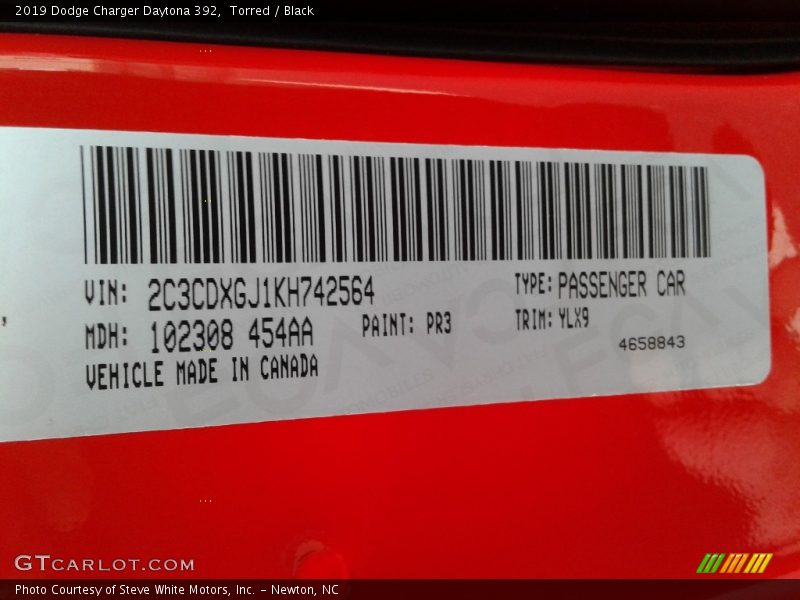 2019 Dodge Charger Daytona 392, Torred / Black
VIN: 2C3CDXGJ1KH742564 TYPE: PASSENGER CAR
MDH: 102308 454AA PAINT: PR3 TRIM: YLX9
4658843
VEHICLE MADE IN CANADA
GTCARLOT.COM
Photo Courtesy of Steve White Motors, Inc. – Newton, NC